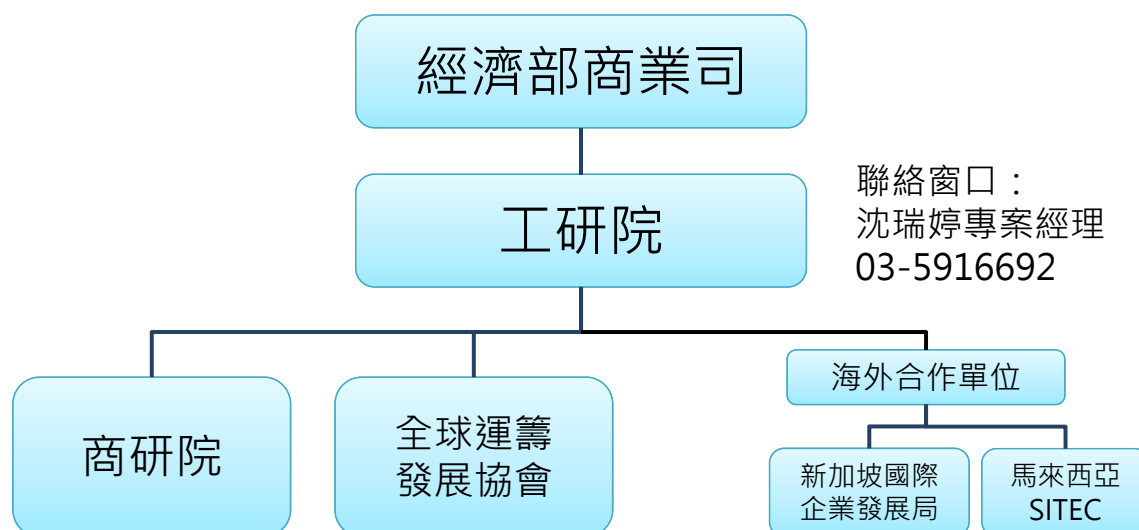 經濟部商業司
工研院
聯絡窗口：
沈瑞婷專案經理
03-5916692
商研院
全球運籌
發展協會
海外合作單位
新加坡國際
企業發展局
馬來西亞
SITEC